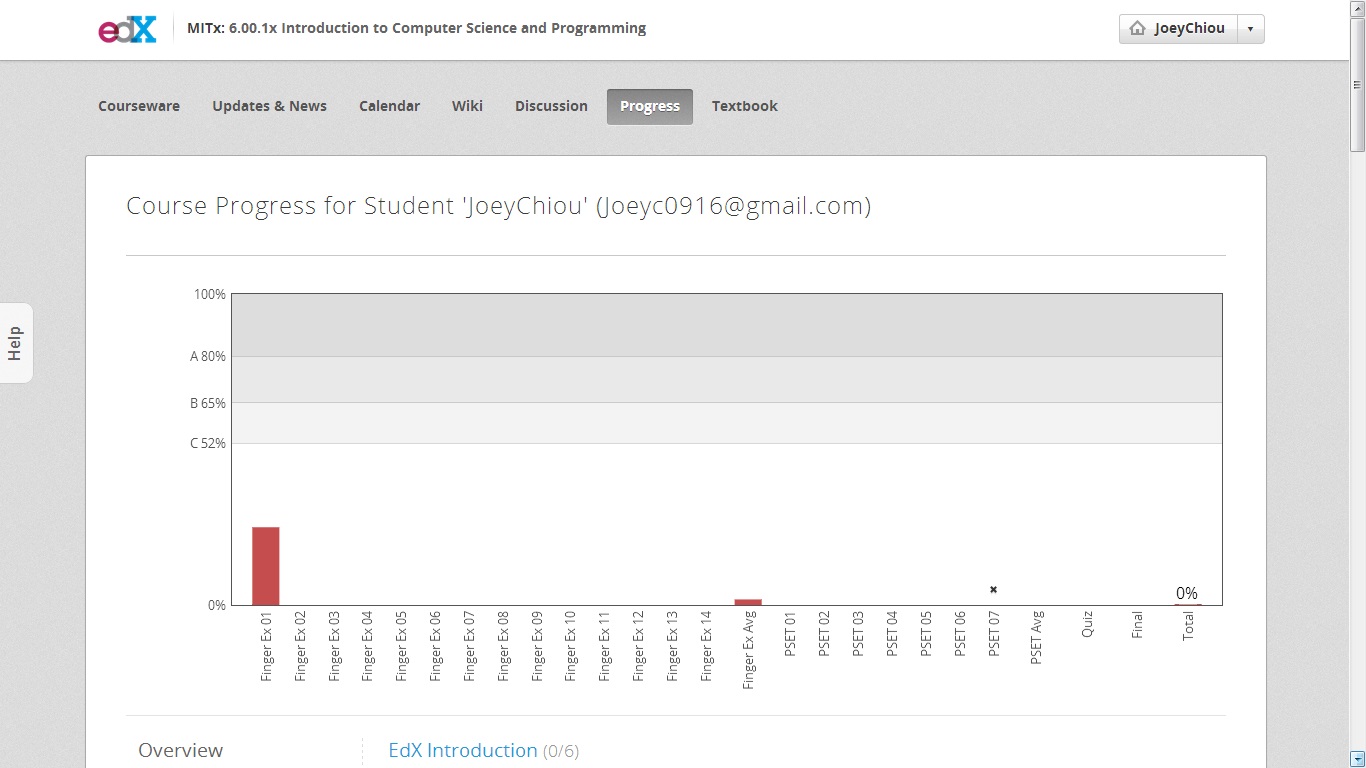 edX
MITx: 6.00.1x Introduction to Computer Science and Programming
JoeyChiou
Courseware
Updates & News
Calendar
Wiki
Discussion
Progress
Textbook
Help
Course Progress for Student 'JoeyChiou' (Joeyc0916@gmail.com)
100%
A 80%
B 65%
C 52%
0%
0%
Finger Ex 01
Finger Ex 02
Finger Ex 03
Finger Ex 04
Finger Ex 05
Finger Ex 06
Finger Ex 07
Finger Ex 08
Finger Ex 09
Finger Ex 10
Finger Ex 11
Finger Ex 12
Finger Ex 13
Finger Ex 14
Finger Ex Avg
PSET 01
PSET 02
PSET 03
PSET 04
PSET 05
PSET 06
PSET 07
PSET Avg
Quiz
Final
Total
Overview
EdX Introduction (0/6)